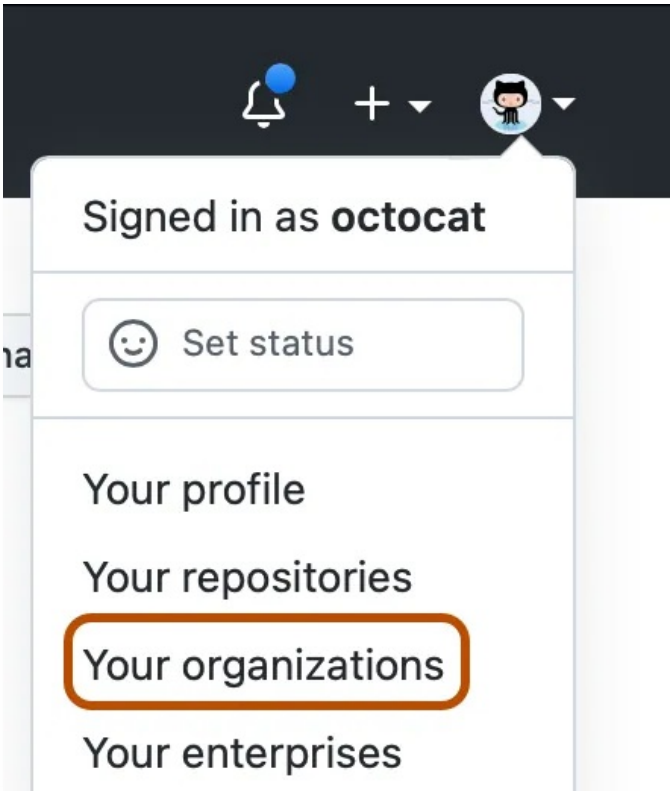 Signed in as octocat
Set status
Your profile
Your repositories
Your organizations
Your enterprises